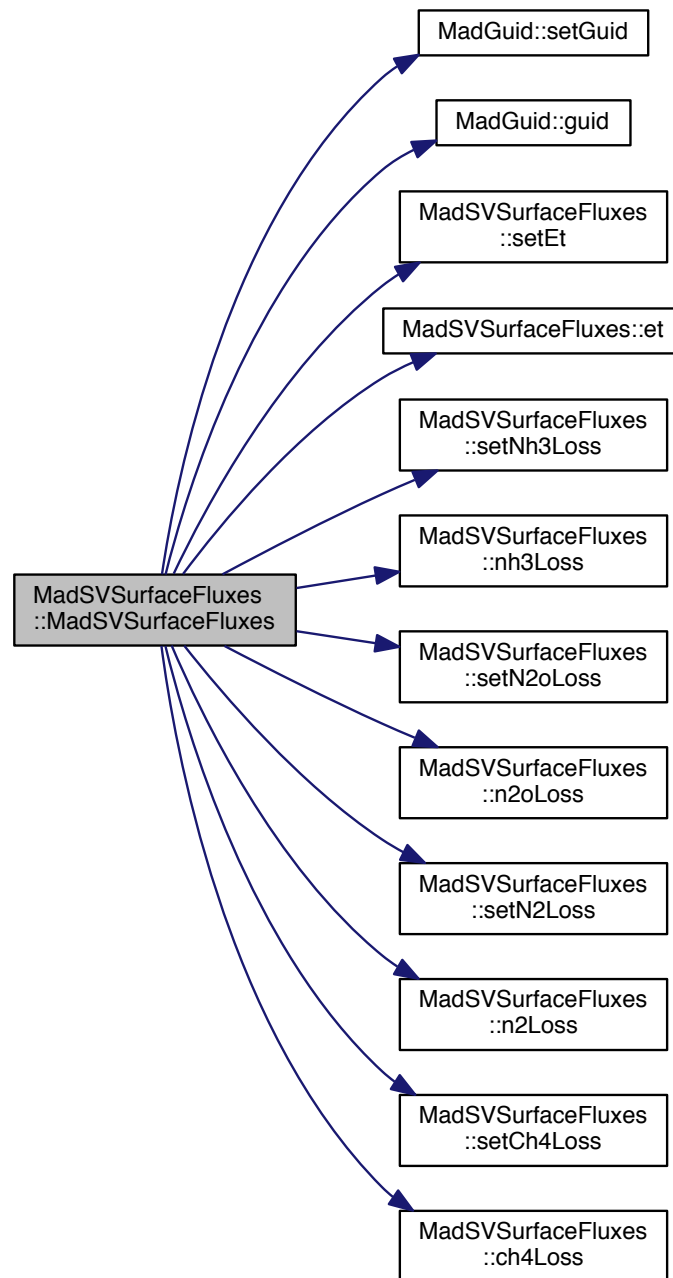 MadGuid::setGuid
MadGuid::guid
MadSVSurfaceFluxes
::setEt
MadSVSurfaceFluxes::et
MadSVSurfaceFluxes
::setNh3Loss
MadSVSurfaceFluxes
::nh3Loss
MadSVSurfaceFluxes
::MadSVSurfaceFluxes
MadSVSurfaceFluxes
::setN2oLoss
MadSVSurfaceFluxes
::n2oLoss
MadSVSurfaceFluxes
::setN2Loss
MadSVSurfaceFluxes
::n2Loss
MadSVSurfaceFluxes
::setCh4Loss
MadSVSurfaceFluxes
::ch4Loss